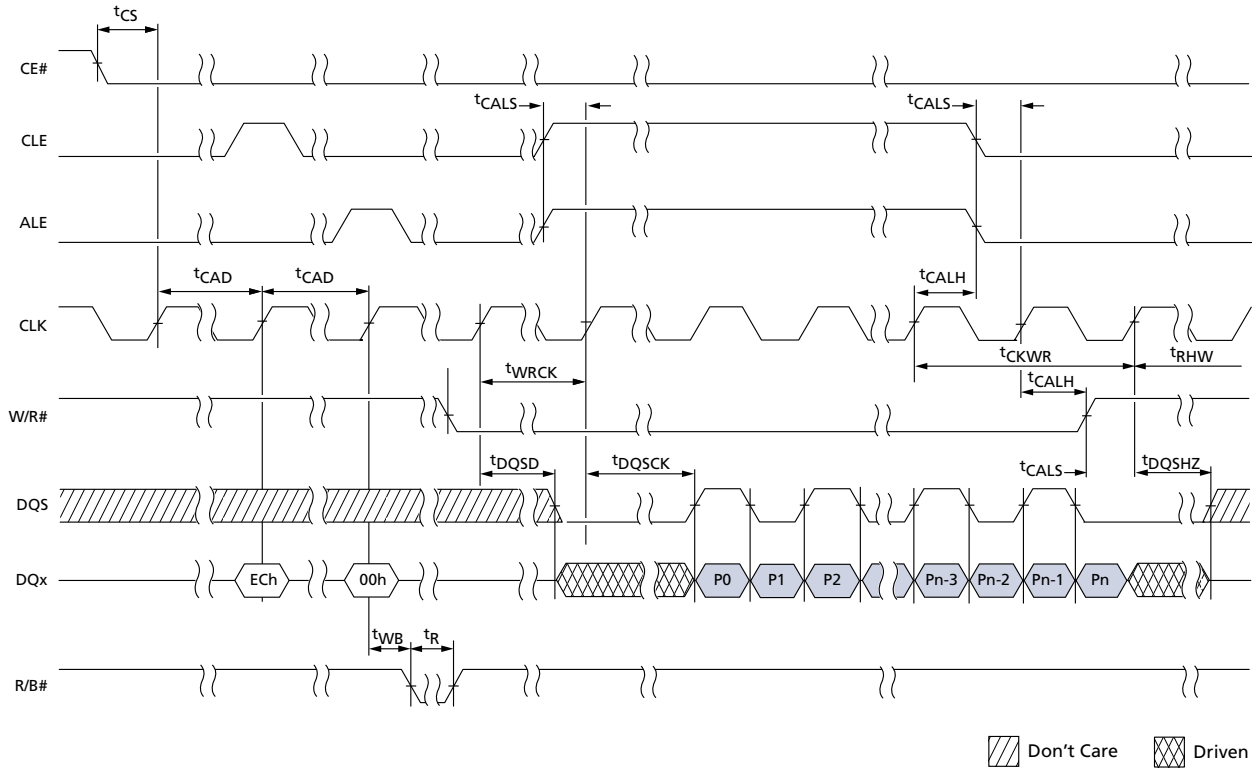 tCS
CE#
tCALS
tCALS
CLE
ALE
tCAD
tCAD
tCALH
CLK
tWRCK
tCKWR
tRHW
tCALH
W/R#
tDQSD
tDQSCK
tCALS
tDQSHZ
DQS
DQx
ECh
00h
P0
P1
P2
Pn-3
Pn-2
Pn-1
Pn
tWB
tR
R/B#
Don't Care
Driven